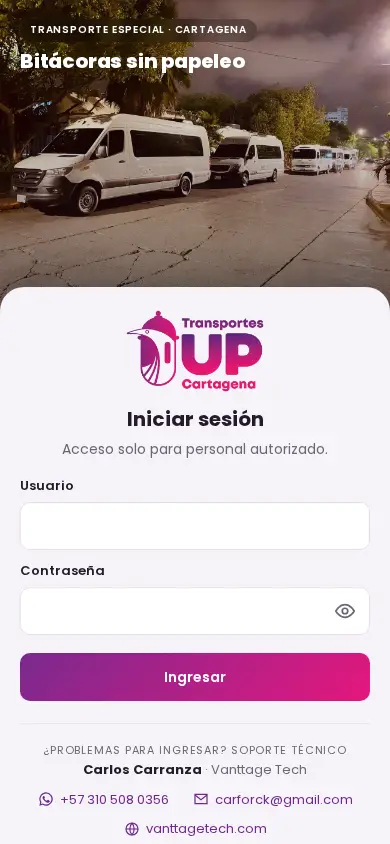 TRANSPORTE ESPECIAL · CARTAGENA
Bitácoras sin papeleo
Transportes
UP
Cartagena
Iniciar sesión
Acceso solo para personal autorizado.
Usuario
Contraseña
Ingresar
¿PROBLEMAS PARA INGRESAR? SOPORTE TÉCNICO
Carlos Carranza · Vanttage Tech
+57 310 508 0356 carforck@gmail.com
vanttagetech.com